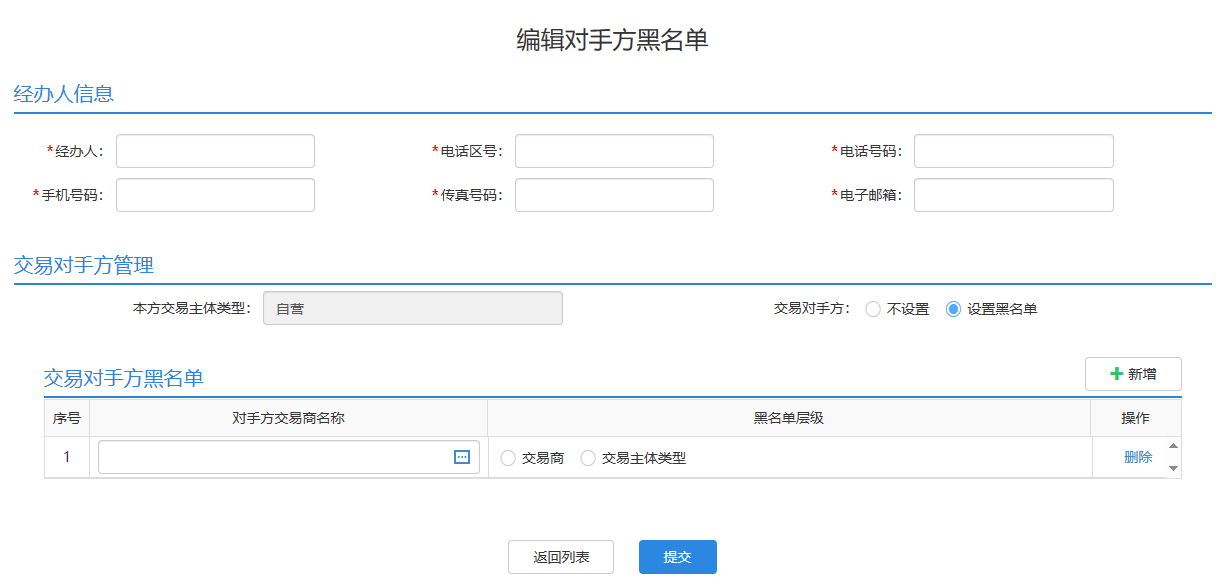 编辑对手方黑名单
经办人信息
*经办人： *电话区号： *电话号码：
*手机号码： *传真号码： *电子邮箱：
交易对手方管理
本方交易主体类型： 自营 交易对手方： 不设置 设置黑名单
交易对手方黑名单 新增
序号 对手方交易商名称 黑名单层级 操作
1 交易商 交易主体类型 删除
返回列表 提交